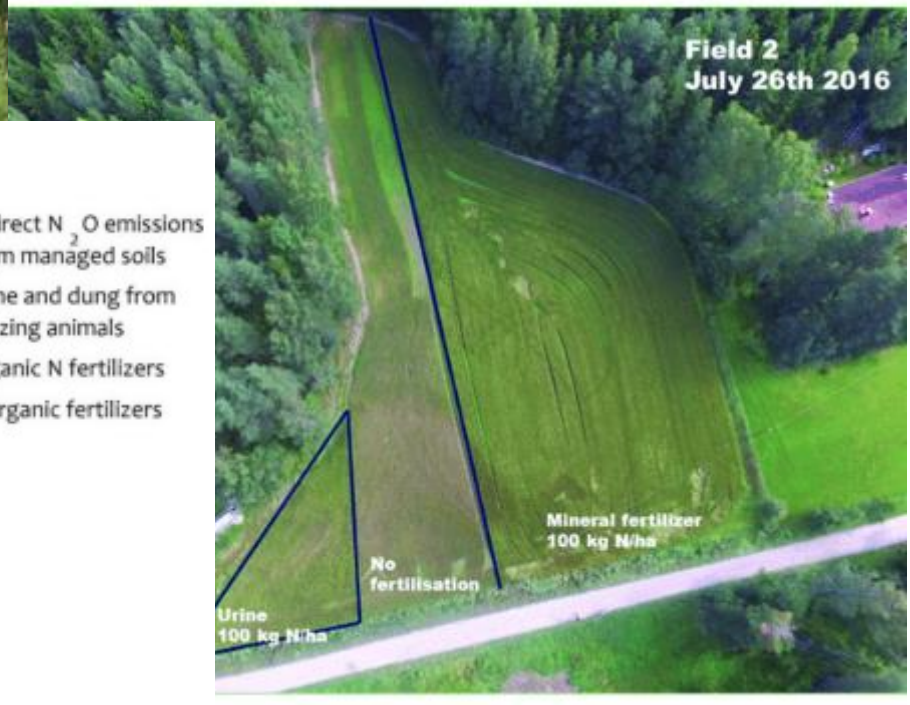 Field 2
July 26th 2016
irect N₂O emissions
m managed soils
ne and dung from
zing animals
ganic N fertilizers
rganic fertilizers
Mineral fertilizer
100 kg N/ha
No
fertilisation
Urine
100 kg N/ha